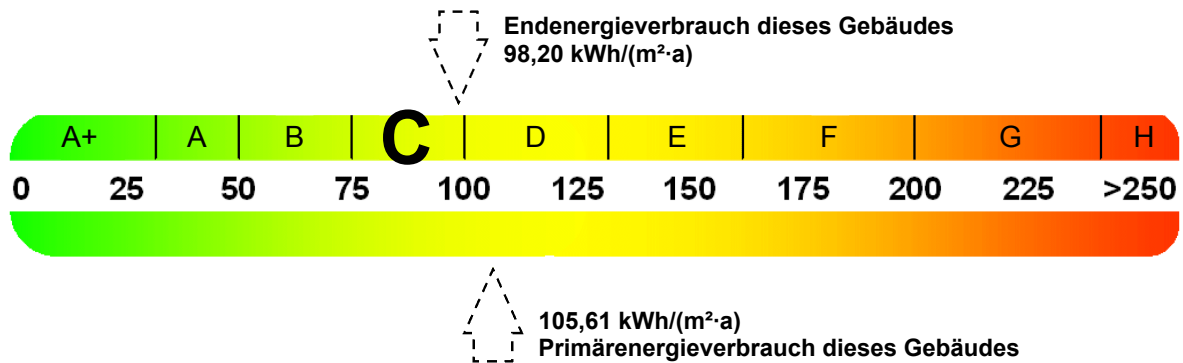 Endenergieverbrauch dieses Gebäudes
98,20 kWh/(m²·a)
A+ A B C D E F G H
0 25 50 75 100 125 150 175 200 225 >250
105,61 kWh/(m²·a)
Primärenergieverbrauch dieses Gebäudes